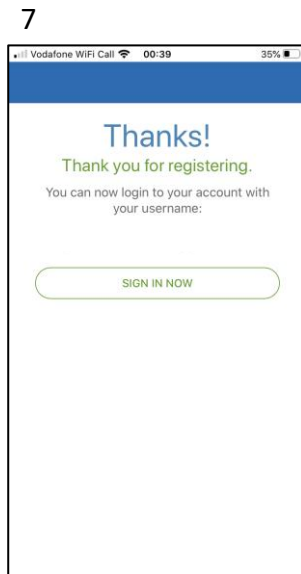 7
Vodafone WiFi Call 00:39 35%
Thanks!
Thank you for registering.
You can now login to your account with
your username:
SIGN IN NOW